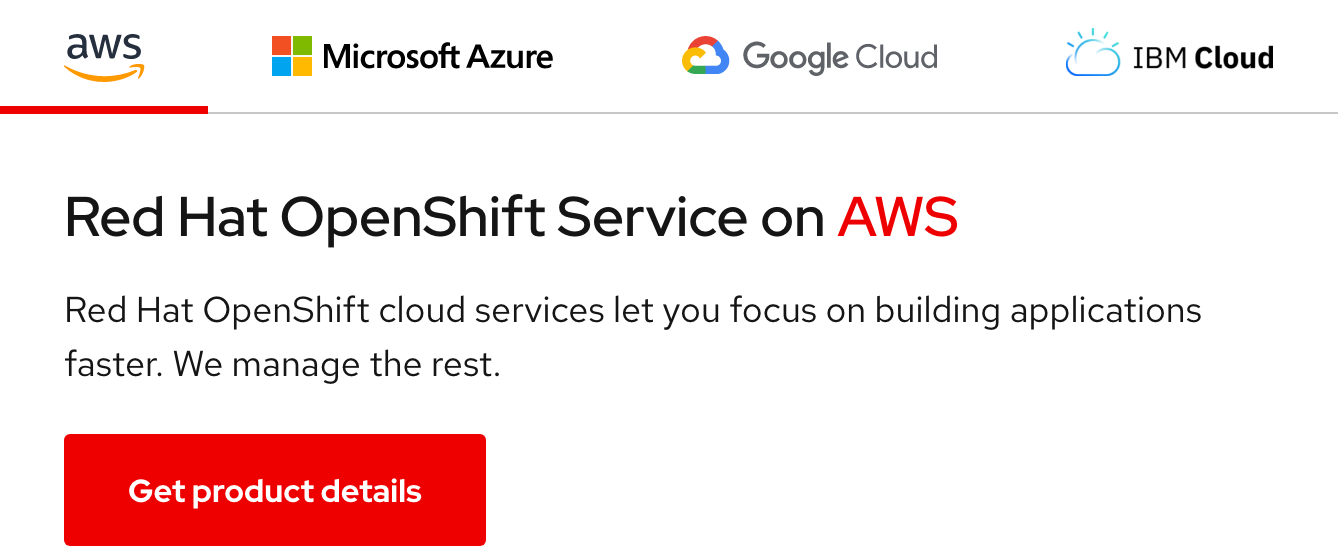 aws
Microsoft Azure
Google Cloud
IBM Cloud
Red Hat OpenShift Service on AWS
Red Hat OpenShift cloud services let you focus on building applications
faster. We manage the rest.
Get product details